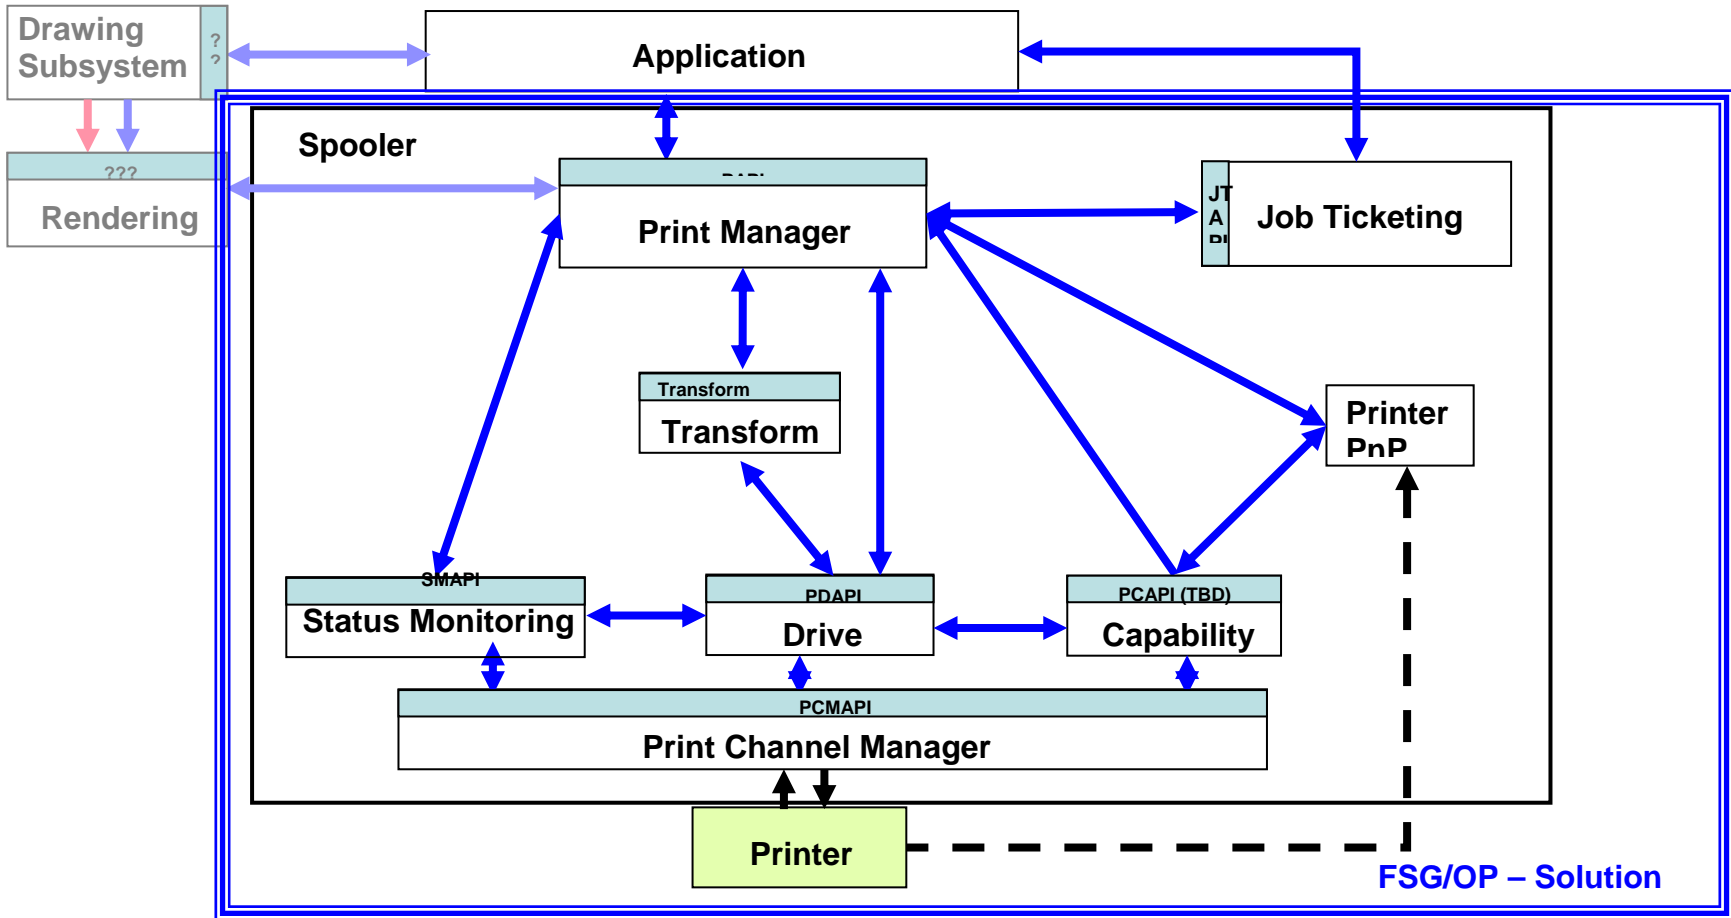 Drawing
Subsystem
?
?
Application
Spooler
???
Rendering
Print Manager
JT
A
Job Ticketing
Transform
Transform
Printer
PnP
SMAPI
Status Monitoring
PDAPI
Drive
PCAPI (TBD)
Capability
PCMAPI
Print Channel Manager
Printer
FSG/OP – Solution